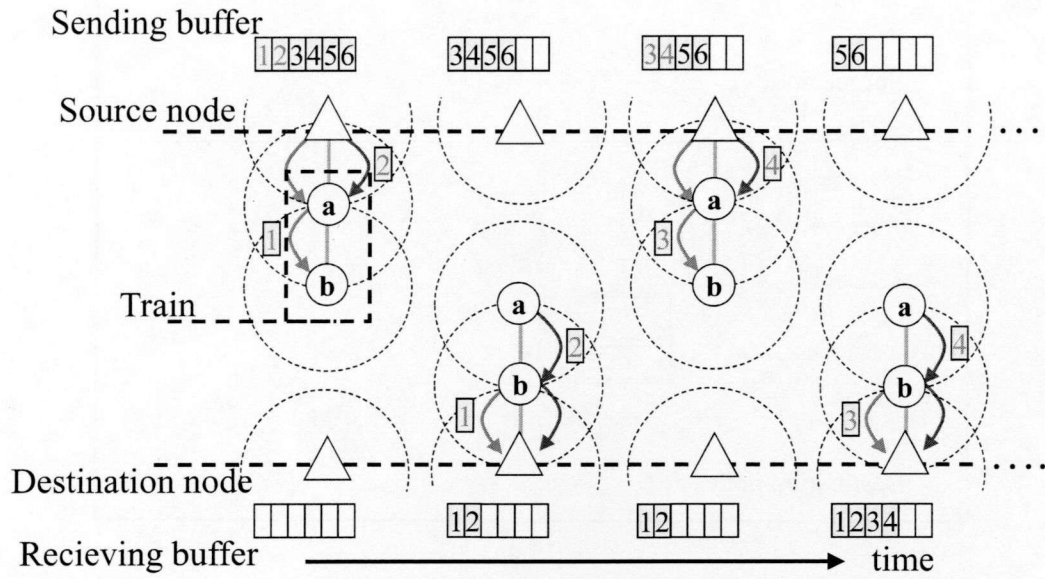 Sending buffer
123456 3456 3456 56
Source node
2 4
a a
1 3
b b
Train
a a
2 4
b b
1 3
Destination node
12 12 1234
Recieving buffer
time